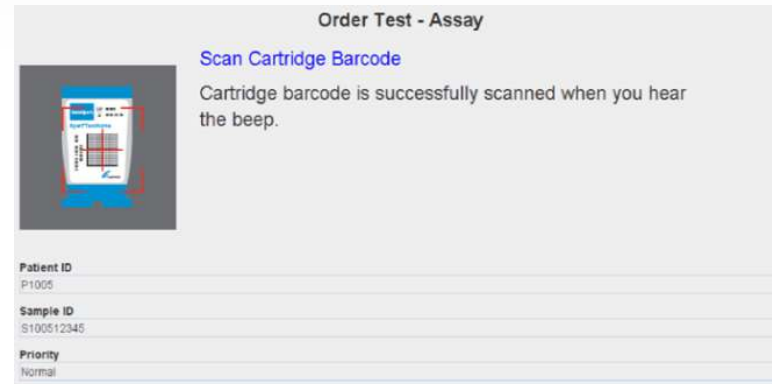 Order Test - Assay
Scan Cartridge Barcode
Cartridge barcode is successfully scanned when you hear
the beep.
Patient ID
P1005
Sample ID
S100512345
Priority
Normal